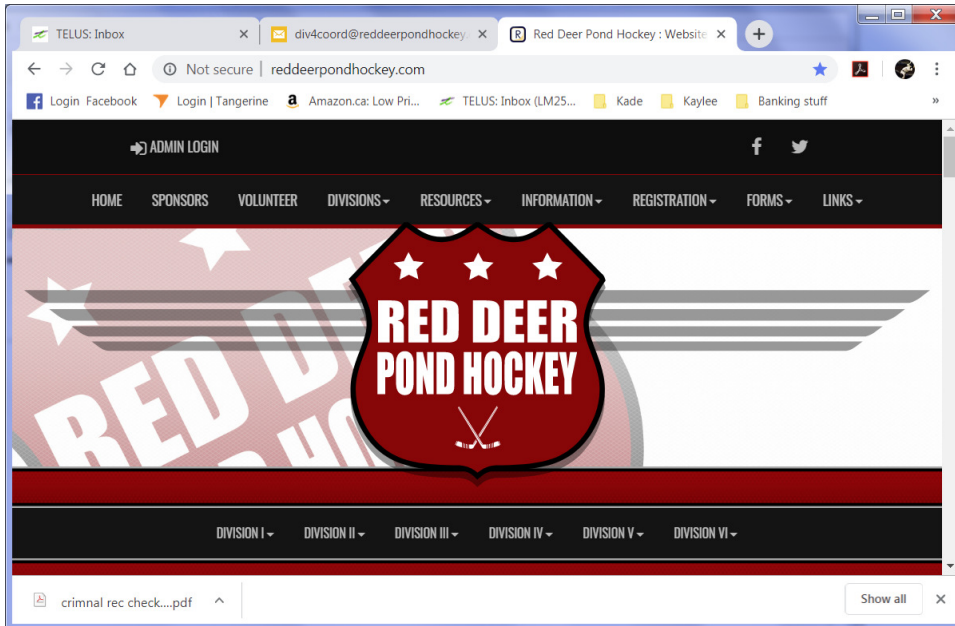 TELUS: Inbox
div4coord@reddeerpondhockey.
Red Deer Pond Hockey : Website
Not secure | reddeerpondhockey.com
Login Facebook
Login | Tangerine
Amazon.ca: Low Pri...
TELUS: Inbox (LM25...
Kade
Kaylee
Banking stuff
»
ADMIN LOGIN
HOME
SPONSORS
VOLUNTEER
DIVISIONS
RESOURCES
INFORMATION
REGISTRATION
FORMS
LINKS
RED DEER
POND HOCKEY
RED DEER
DIVISION I
DIVISION II
DIVISION III
DIVISION IV
DIVISION V
DIVISION VI
crimnal rec check....pdf
Show all